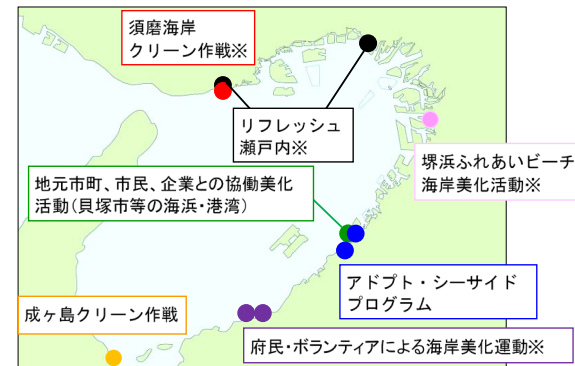 須磨海岸
クリーン作戦※
リフレッシュ
瀬戸内※
堺浜ふれあいビーチ
海岸美化活動※
地元市町、市民、企業との協働美化
活動（貝塚市等の海浜・港湾）
アドプト・シーサイド
プログラム
成ヶ島クリーン作戦
府民・ボランティアによる海岸美化運動※